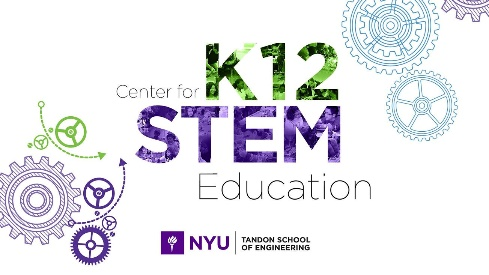 Center for K12
STEM
Education
NYU TANDON SCHOOL
OF ENGINEERING